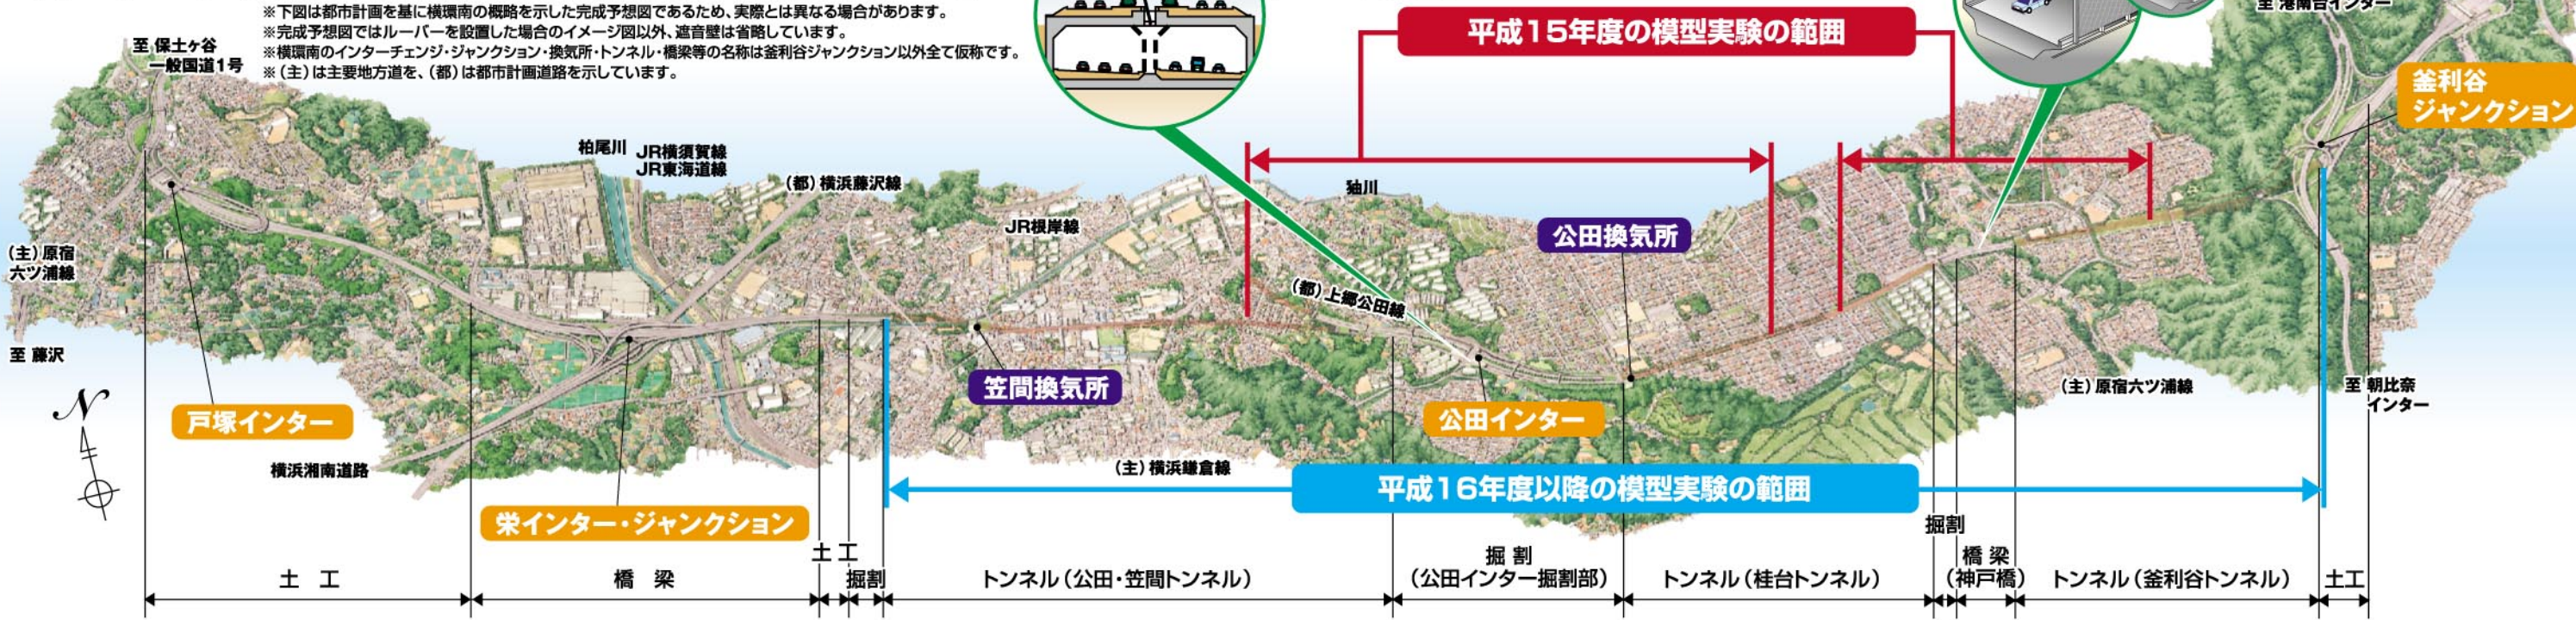 ※下図は都市計画を基に横環南の概略を示した完成予想図であるため、実際とは異なる場合があります。
※完成予想図ではルーバーを設置した場合のイメージ図以外、遮音壁は省略しています。
※横環南のインターチェンジ・ジャンクション・換気所・トンネル・橋梁等の名称は釜利谷ジャンクション以外全て仮称です。
※（主）は主要地方道を、（都）は都市計画道路を示しています。
至 保土ヶ谷
一般国道1号
平成15年度の模型実験の範囲
至 港南台インター
釜利谷
ジャンクション
柏尾川
JR横須賀線
JR東海道線
（都）横浜藤沢線
JR根岸線
㹨川
公田換気所
（主）原宿
六ツ浦線
（都）上郷公田線
至 藤沢
N
戸塚インター
笠間換気所
公田インター
（主）原宿六ツ浦線
至 朝比奈
インター
横浜湘南道路
（主）横浜鎌倉線
平成16年度以降の模型実験の範囲
栄インター・ジャンクション
土 工
橋 梁
土 工
掘割
トンネル（公田・笠間トンネル）
掘 割
（公田インター掘割部）
トンネル（桂台トンネル）
掘割
橋 梁
（神戸橋）
トンネル（釜利谷トンネル）
土工